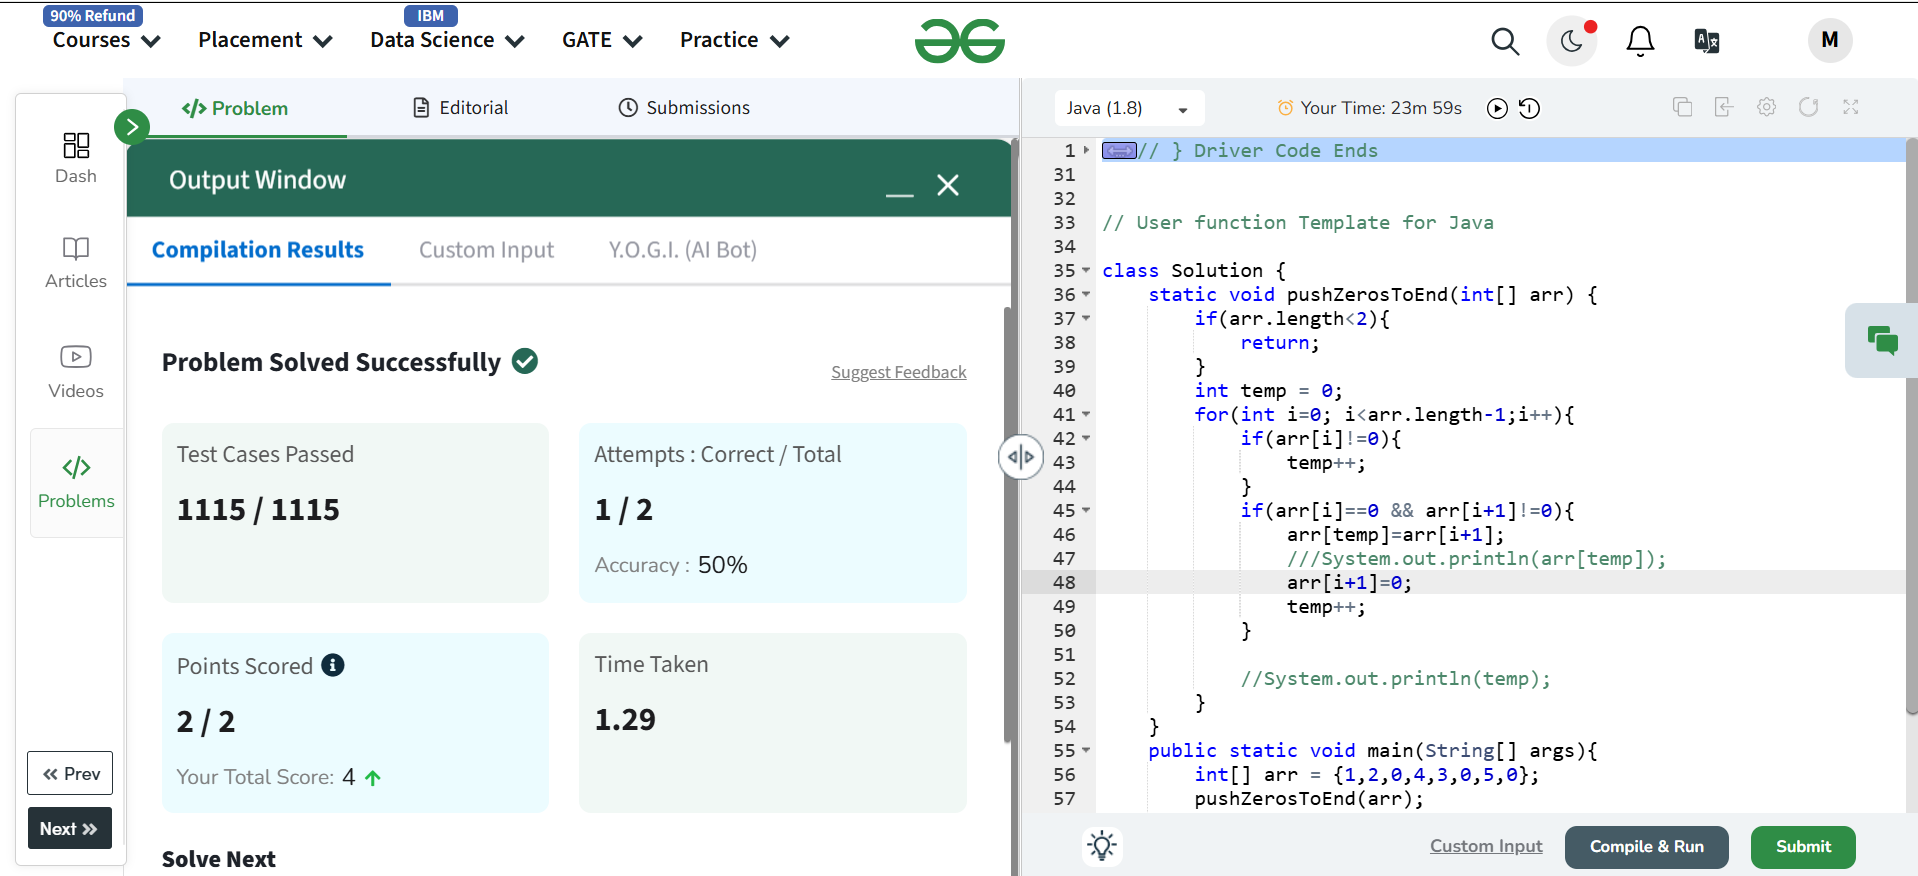 90% Refund
IBM
Courses
Placement
Data Science
GATE
Practice
M
Dash
Articles
Videos
Problems
Prev
Next
Problem
Editorial
Submissions
Output Window
Compilation Results
Custom Input
Y.O.G.I. (AI Bot)
Problem Solved Successfully
Suggest Feedback
Test Cases Passed
1115 / 1115
Attempts : Correct / Total
1 / 2
Accuracy : 50%
Points Scored
2 / 2
Your Total Score: 4
Time Taken
1.29
Solve Next
Java (1.8)
Your Time: 23m 59s
1 // } Driver Code Ends
31
32
33 // User function Template for Java
34
35 class Solution {
36 static void pushZerosToEnd(int[] arr) {
37 if(arr.length<2){
38 return;
39 }
40 int temp = 0;
41 for(int i=0; i<arr.length-1;i++){
42 if(arr[i]!=0){
43 temp++;
44 }
45 if(arr[i]==0 && arr[i+1]!=0){
46 arr[temp]=arr[i+1];
47 ///System.out.println(arr[temp]);
48 arr[i+1]=0;
49 temp++;
50 }
51
52 //System.out.println(temp);
53 }
54 }
55 public static void main(String[] args){
56 int[] arr = {1,2,0,4,3,0,5,0};
57 pushZerosToEnd(arr);
Custom Input
Compile & Run
Submit